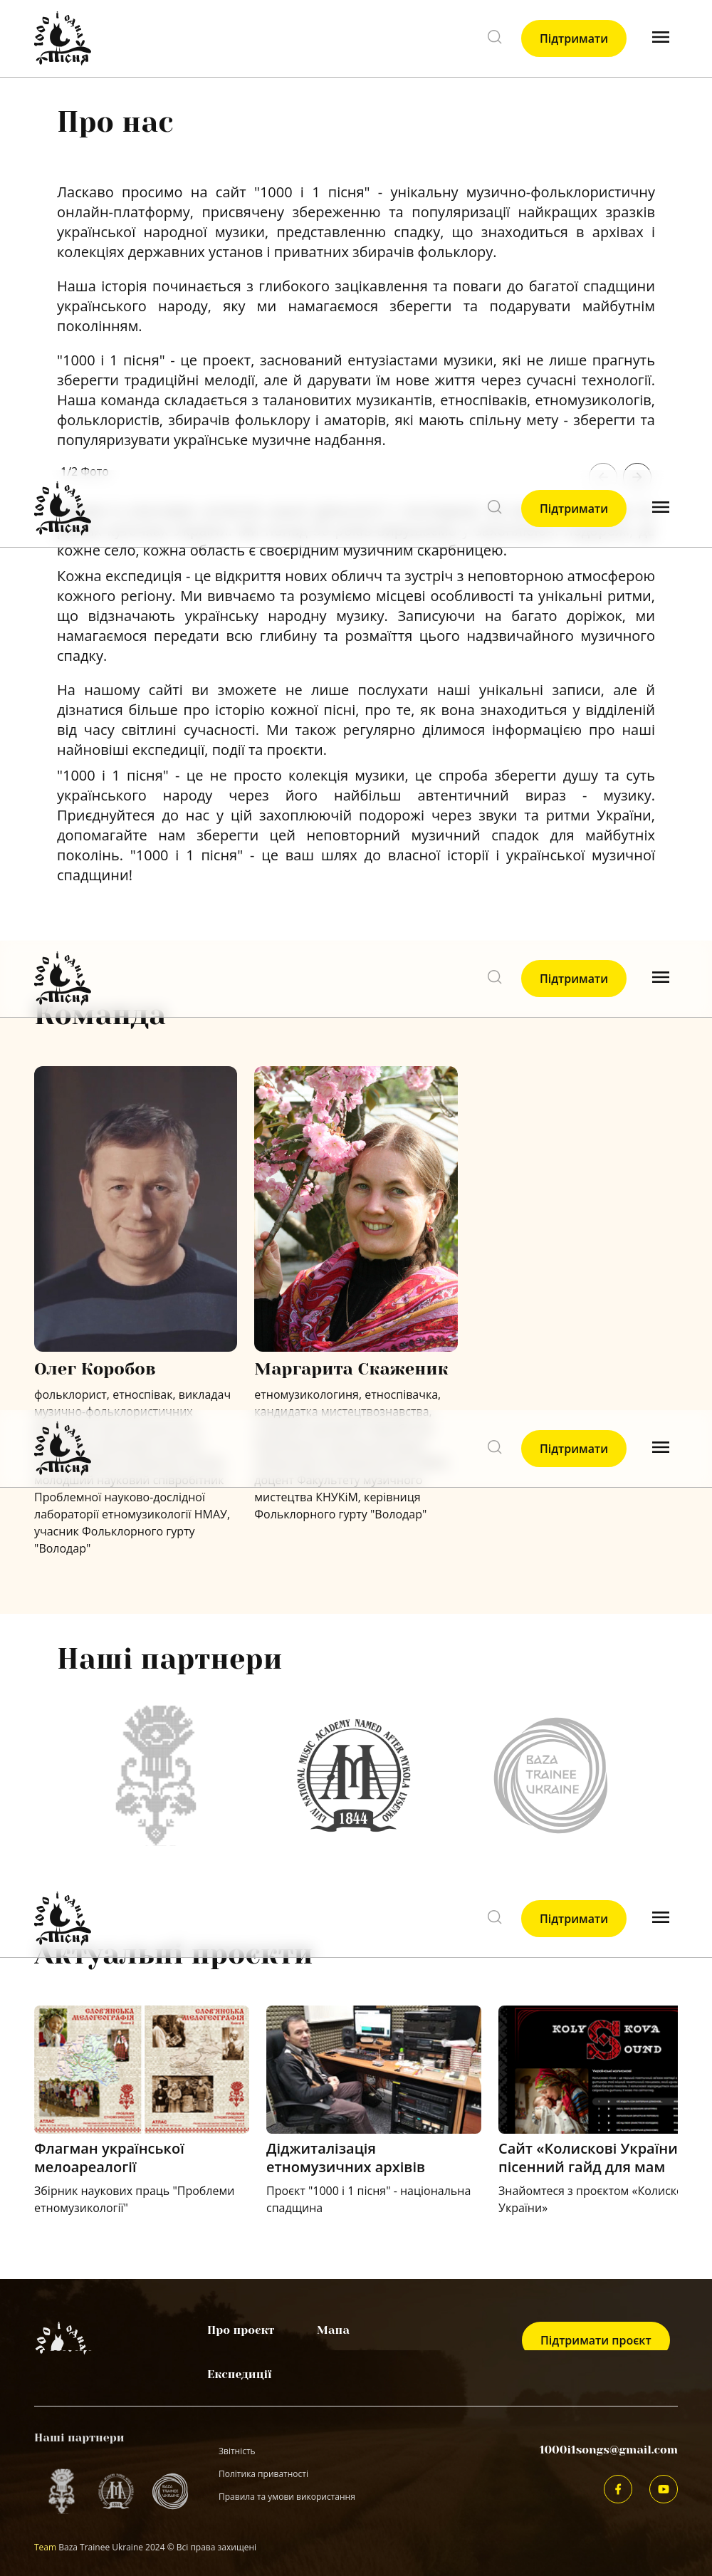 1000 і ОДНА
Пісня
Підтримати
Про нас
Ласкаво просимо на сайт "1000 і 1 пісня" - унікальну музично-фольклористичну
онлайн-платформу, присвячену збереженню та популяризації найкращих зразків
української народної музики, представленню спадку, що знаходиться в архівах і
колекціях державних установ і приватних збирачів фольклору.
Наша історія починається з глибокого зацікавлення та поваги до багатої спадщини
українського народу, яку ми намагаємося зберегти та подарувати майбутнім
поколінням.
"1000 і 1 пісня" - це проект, заснований ентузіастами музики, які не лише прагнуть
зберегти традиційні мелодії, але й дарувати їм нове життя через сучасні технології.
Наша команда складається з талановитих музикантів, етноспіваків, етномузикологів,
фольклористів, збирачів фольклору і аматорів, які мають спільну мету - зберегти та
популяризувати українське музичне надбання.
1/2 Фото
Пісня
Підтримати
кожне село, кожна область є своєрідним музичним скарбницею.
Кожна експедиція - це відкриття нових обличч та зустріч з неповторною атмосферою
кожного регіону. Ми вивчаємо та розуміємо місцеві особливості та унікальні ритми,
що відзначають українську народну музику. Записуючи на багато доріжок, ми
намагаємося передати всю глибину та розмаїття цього надзвичайного музичного
спадку.
На нашому сайті ви зможете не лише послухати наші унікальні записи, але й
дізнатися більше про історію кожної пісні, про те, як вона знаходиться у відділеній
від часу світлині сучасності. Ми також регулярно ділимося інформацією про наші
найновіші експедиції, події та проєкти.
"1000 і 1 пісня" - це не просто колекція музики, це спроба зберегти душу та суть
українського народу через його найбільш автентичний вираз - музику.
Приєднуйтеся до нас у цій захоплюючій подорожі через звуки та ритми України,
допомагайте нам зберегти цей неповторний музичний спадок для майбутніх
поколінь. "1000 і 1 пісня" - це ваш шлях до власної історії і української музичної
спадщини!
Пісня
Підтримати
Команда
Олег Коробов
фольклорист, етноспівак, викладач
музично-фольклористичних
молодший науковий співробітник
Проблемної науково-дослідної
лабораторії етномузикології НМАУ,
учасник Фольклорного гурту
"Володар"
Маргарита Скаженик
етномузикологиня, етноспівачка,
кандидатка мистецтвознавства,
доцент Факультету музичного
мистецтва КНУКіМ, керівниця
Фольклорного гурту "Володар"
Пісня
Підтримати
Наші партнери
LVIV NATIONAL MUSIC ACADEMY NAMED AFTER MYKOLA LYSENKO
1844
BAZA
TRAINEE
UKRAINE
Пісня
Підтримати
Актуальні проєкти
СЛОВ'ЯНСЬКА
МЕЛОГЕОГРАФІЯ
АТЛАС
СЛОВ'ЯНСЬКА
МЕЛОГЕОГРАФІЯ
KOLY S KOVA
SOUND
Флагман української
мелоареалогії
Збірник наукових праць "Проблеми
етномузикології"
Діджиталізація
етномузичних архівів
Проєкт "1000 і 1 пісня" - національна
спадщина
Сайт «Колискові України
пісенний гайд для мам
Знайомтеся з проєктом «Колиск
України»
Про проєкт
Мапа
Підтримати проєкт
Експедиції
Наші партнери
Звітність
Політика приватності
Правила та умови використання
1000i1songs@gmail.com
Team Baza Trainee Ukraine 2024 © Всі права захищені